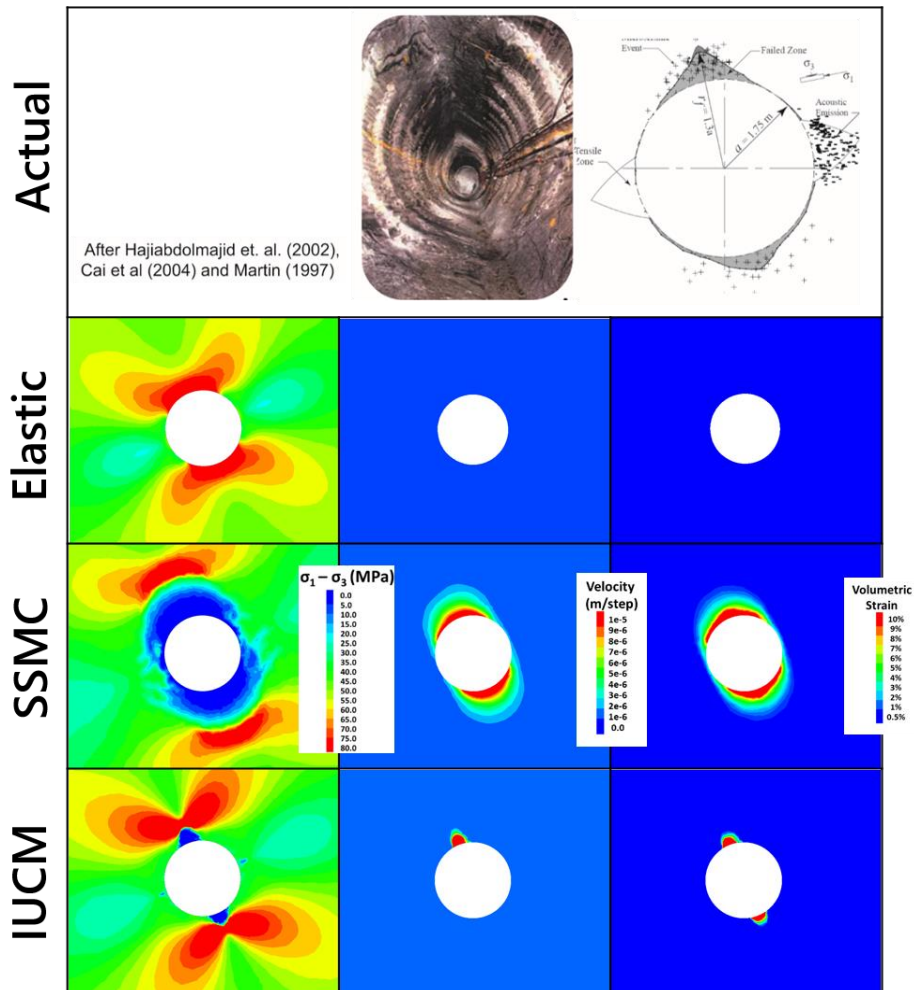 Actual
After Hajiabdolmajid et. al. (2002),
Cai et al (2004) and Martin (1997)
Event
Failed Zone
σ3
σ1
rf = 1.3a
a = 1.75 m
Acoustic
Emission
Tensile
Zone
Elastic
SSMC
σ1 – σ3 (MPa)
0.0
5.0
10.0
15.0
20.0
25.0
30.0
35.0
40.0
45.0
50.0
55.0
60.0
65.0
70.0
75.0
80.0
Velocity
(m/step)
1e-5
9e-6
8e-6
7e-6
6e-6
5e-6
4e-6
3e-6
2e-6
1e-6
0.0
Volumetric
Strain
10%
9%
8%
7%
6%
5%
4%
3%
2%
1%
0.5%
IUCM